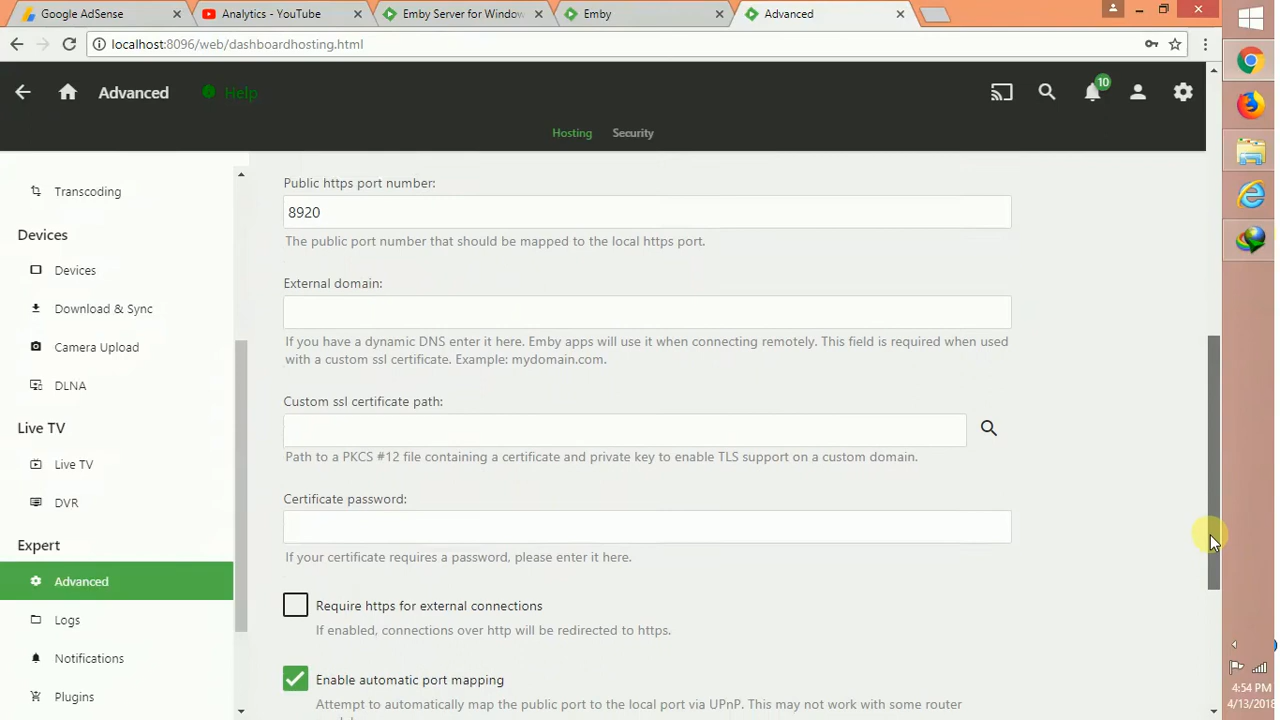 Google AdSense
Analytics - YouTube
Emby Server for Window
Emby
Advanced
localhost:8096/web/dashboardhosting.html
Advanced
Help
10
Hosting
Security
Transcoding
Devices
Devices
Download & Sync
Camera Upload
DLNA
Live TV
Live TV
DVR
Expert
Advanced
Logs
Notifications
Plugins
Public https port number:
8920
The public port number that should be mapped to the local https port.
External domain:
If you have a dynamic DNS enter it here. Emby apps will use it when connecting remotely. This field is required when used
with a custom ssl certificate. Example: mydomain.com.
Custom ssl certificate path:
Path to a PKCS #12 file containing a certificate and private key to enable TLS support on a custom domain.
Certificate password:
If your certificate requires a password, please enter it here.
Require https for external connections
If enabled, connections over http will be redirected to https.
Enable automatic port mapping
Attempt to automatically map the public port to the local port via UPnP. This may not work with some router
4:54 PM
4/13/2018